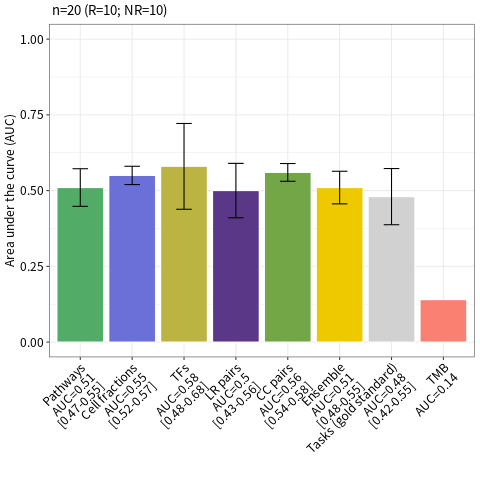 n=20 (R=10; NR=10)
Area under the curve (AUC)
1.00
0.75
0.50
0.25
0.00
Pathways
AUC=0.51
[0.47-0.55]
Cell fractions
AUC=0.55
[0.52-0.57]
TFs
AUC=0.58
[0.48-0.68]
LR pairs
AUC=0.5
[0.43-0.56]
CC pairs
AUC=0.56
[0.54-0.58]
Ensemble
AUC=0.51
[0.48-0.55]
Tasks (gold standard)
AUC=0.48
[0.42-0.55]
TMB
AUC=0.14